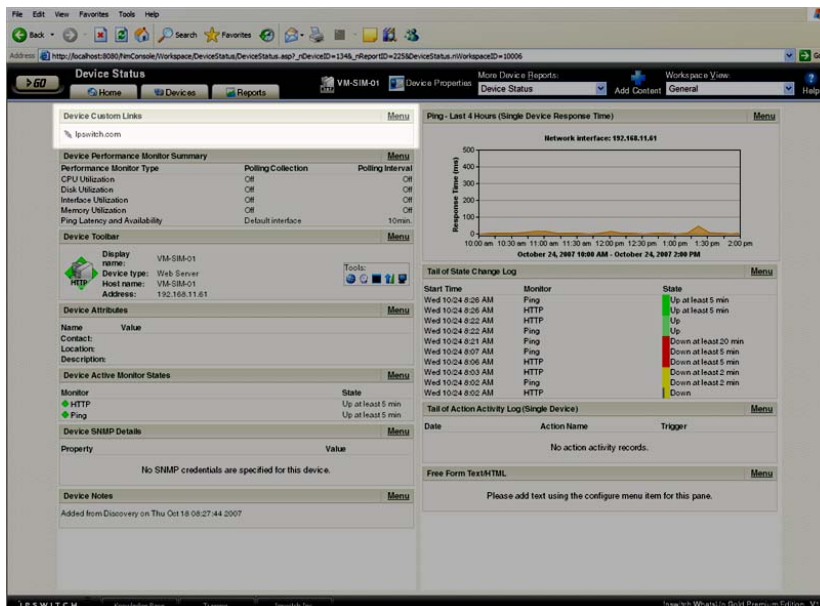 File Edit View Favorites Tools Help
Back Search Favorites
Address http://localhost:8080/NmConsole/Workspace/DeviceStatus/DeviceStatus.asp?_nDeviceID=134&_nReportID=225&DeviceStatus.nWorkspaceID=10006 Go
GO Device Status VM-SIM-01 Device Properties More Device Reports: Device Status Add Content Workspace View: General Help
Home Devices Reports
Device Custom Links Menu
Ipswitch.com
Device Performance Monitor Summary Menu
Performance Monitor Type Polling Collection Polling Interval
CPU Utilization Off Off
Disk Utilization Off Off
Interface Utilization Off Off
Memory Utilization Off Off
Ping Latency and Availability Default interface 10min.
Device Toolbar Menu
HTTP
Display name: VM-SIM-01
Device type: Web Server
Host name: VM-SIM-01
Address: 192.168.11.61
Tools:
Device Attributes Menu
Name Value
Contact:
Location:
Description:
Device Active Monitor States Menu
Monitor State
HTTP Up at least 5 min
Ping Up at least 5 min
Device SNMP Details Menu
Property Value
No SNMP credentials are specified for this device.
Device Notes Menu
Added from Discovery on Thu Oct 18 08:27:44 2007
Ping - Last 4 Hours (Single Device Response Time) Menu
Network interface: 192.168.11.61
Response Time (ms)
500
400
300
200
100
0
10:00 am 10:30 am 11:00 am 11:30 am 12:00 pm 12:30 pm 1:00 pm 1:30 pm 2:00 pm
October 24, 2007 10:00 AM - October 24, 2007 2:00 PM
Tail of State Change Log Menu
Start Time Monitor State
Wed 10/24 8:26 AM Ping Up at least 5 min
Wed 10/24 8:26 AM HTTP Up at least 5 min
Wed 10/24 8:22 AM HTTP Up
Wed 10/24 8:22 AM Ping Up
Wed 10/24 8:21 AM Ping Down at least 20 min
Wed 10/24 8:07 AM Ping Down at least 5 min
Wed 10/24 8:06 AM HTTP Down at least 5 min
Wed 10/24 8:03 AM HTTP Down at least 2 min
Wed 10/24 8:02 AM Ping Down at least 2 min
Wed 10/24 8:02 AM HTTP Down
Tail of Action Activity Log (Single Device) Menu
Date Action Name Trigger
No action activity records.
Free Form Text/HTML Menu
Please add text using the configure menu item for this pane.
IPSWITCH Ipswitch WhatsUp Gold Premium Edition